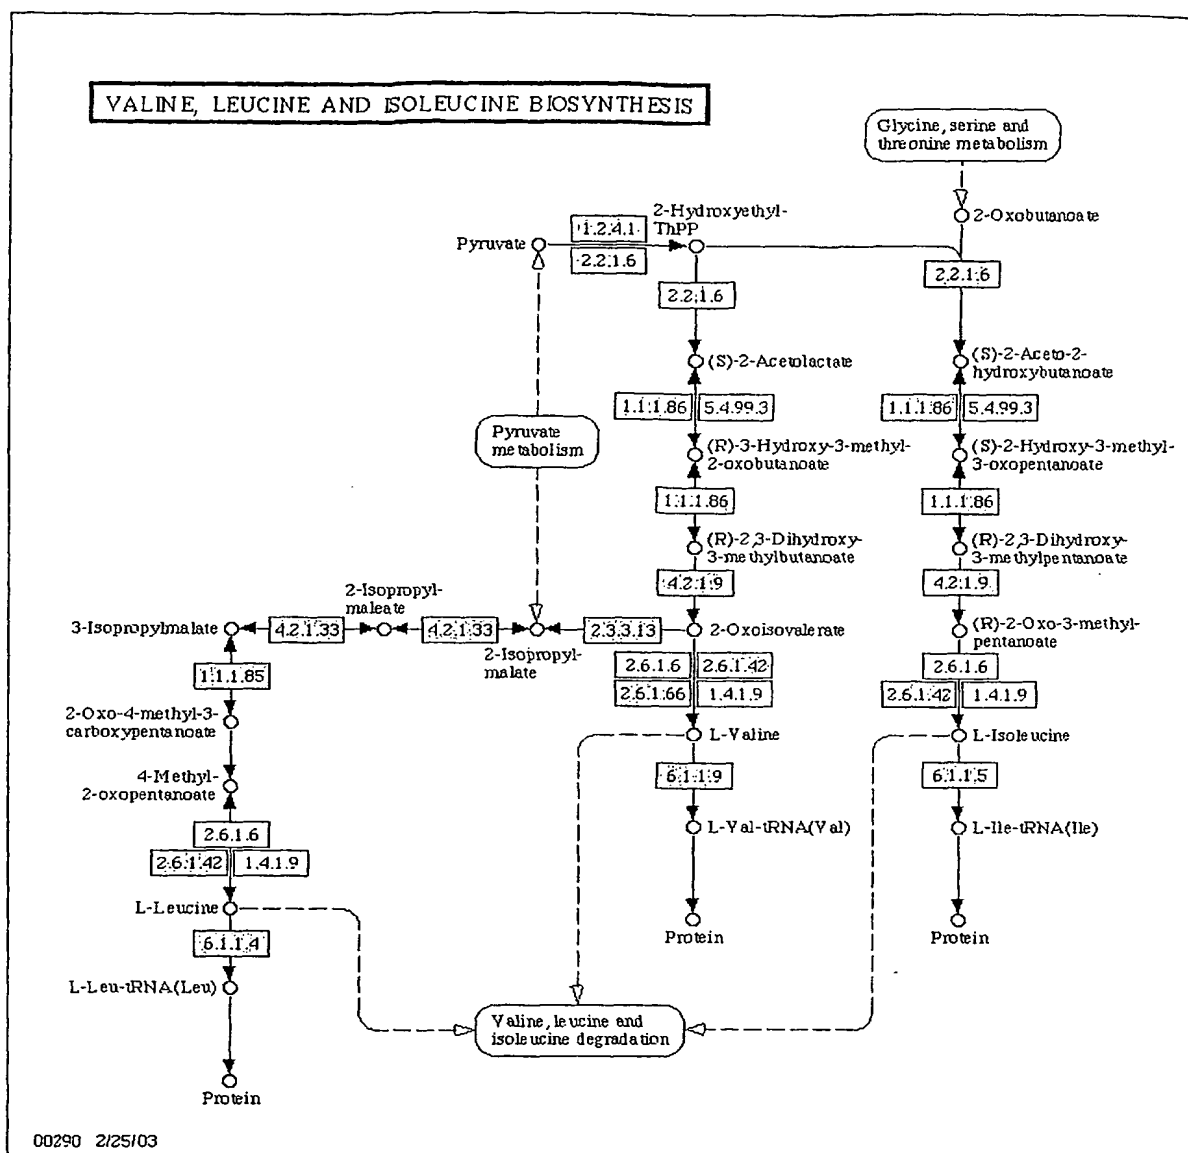 VALINE, LEUCINE AND ISOLEUCINE BIOSYNTHESIS
Glycine, serine and
threonine metabolism
2-Hydroxyethyl-
ThPP
2-Oxobutanoate
Pyruvate
1.2.4.1
2.2.1.6
2.2.1.6
2.2.1.6
(S)-2-Acetolactate
(S)-2-Aceto-2-
hydroxybutanoate
1.1.1.86
5.4.99.3
1.1.1.86
5.4.99.3
Pyruvate
metabolism
(R)-3-Hydroxy-3-methyl-
2-oxobutanoate
(S)-2-Hydroxy-3-methyl-
3-oxopentanoate
1.1.1.86
1.1.1.86
(R)-2,3-Dihydroxy-
3-methylbutanoate
(R)-2,3-Dihydroxy-
3-methylpentanoate
4.2.1.9
4.2.1.9
2-Isopropyl-
maleate
3-Isopropylmalate
4.2.1.33
4.2.1.33
2.3.3.13
2-Oxoisovalerate
(R)-2-Oxo-3-methyl-
pentanoate
2-Isopropyl-
malate
1.1.1.85
2.6.1.6
2.6.1.42
2.6.1.66
1.4.1.9
2.6.1.6
2.6.1.42
1.4.1.9
2-Oxo-4-methyl-3-
carboxypentanoate
L-Valine
L-Isoleucine
4-Methyl-
2-oxopentanoate
6.1.1.9
6.1.1.5
2.6.1.6
2.6.1.42
1.4.1.9
L-Val-tRNA(Val)
L-Ile-tRNA(Ile)
L-Leucine
Protein
Protein
6.1.1.4
L-Leu-tRNA(Leu)
Valine, leucine and
isoleucine degradation
Protein
00290 2/25/03